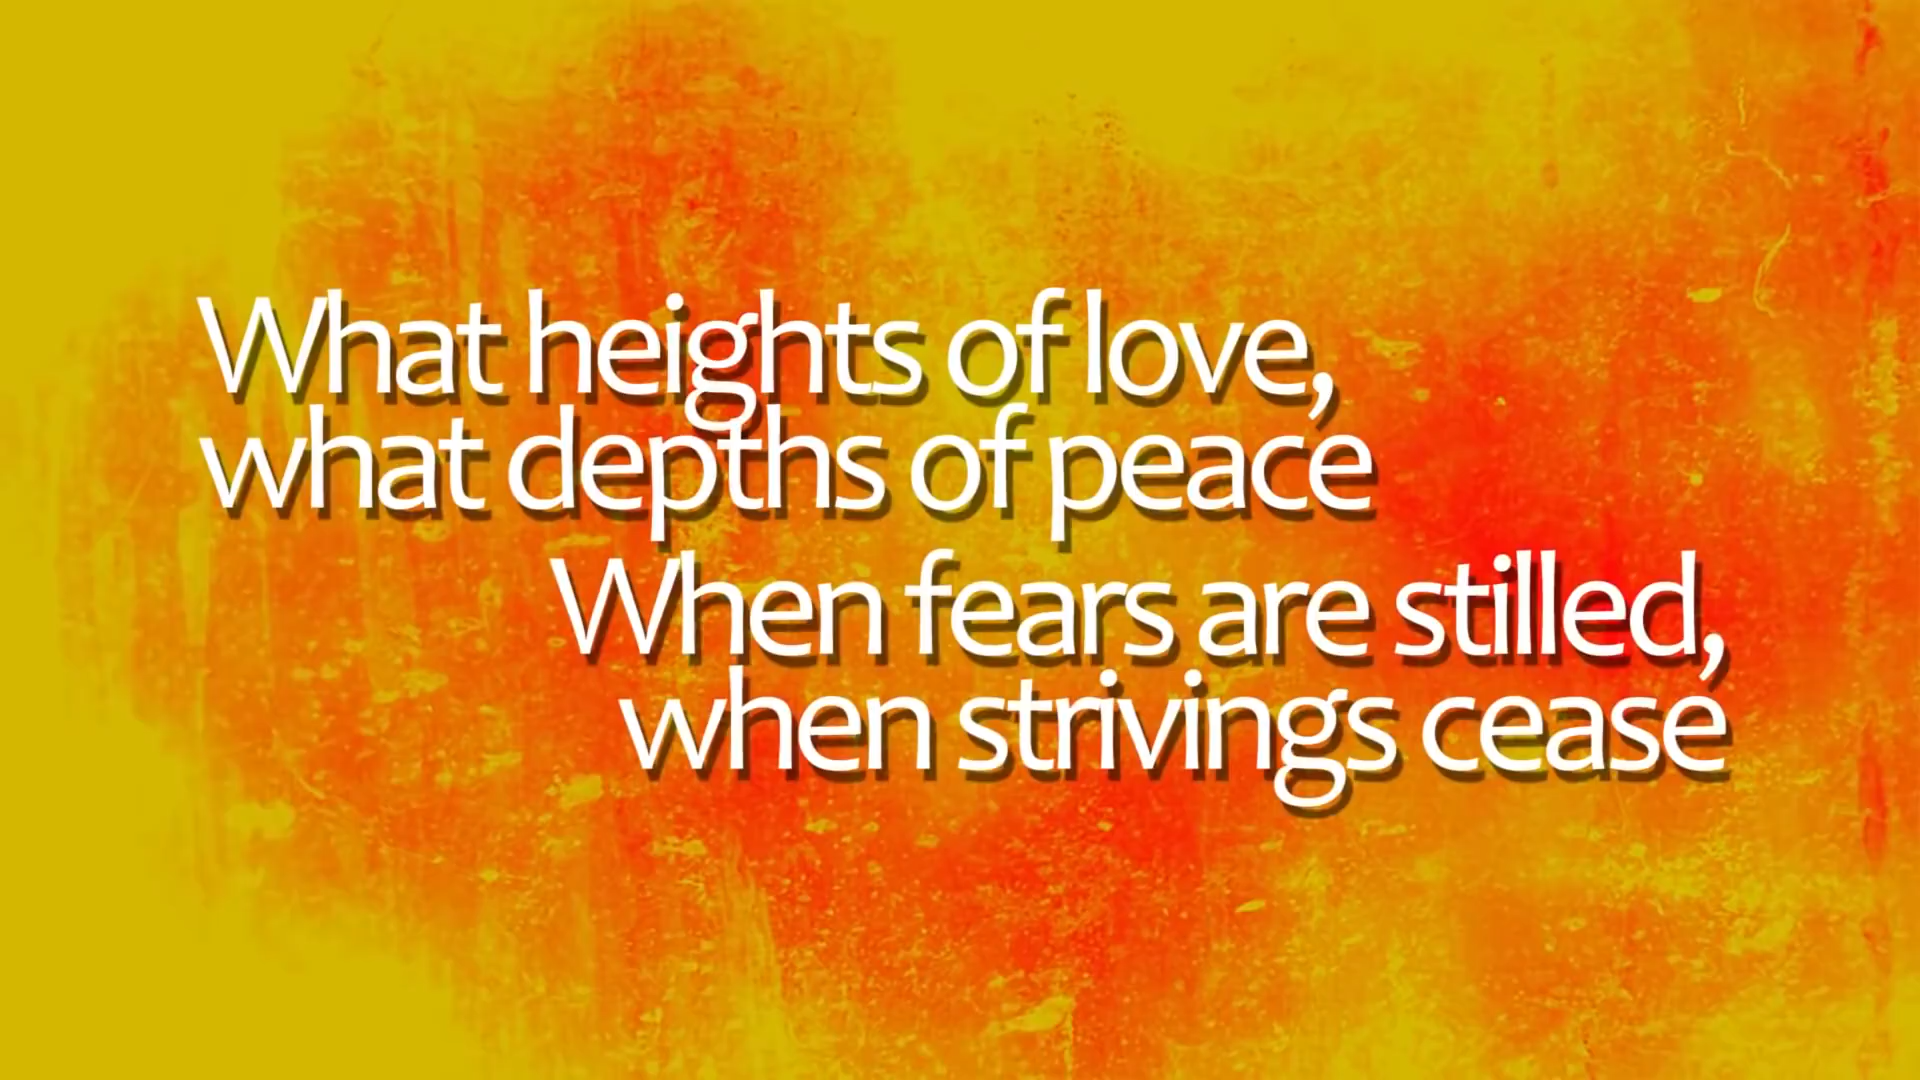 What heights of love,
what depths of peace
When fears are stilled,
when strivings cease